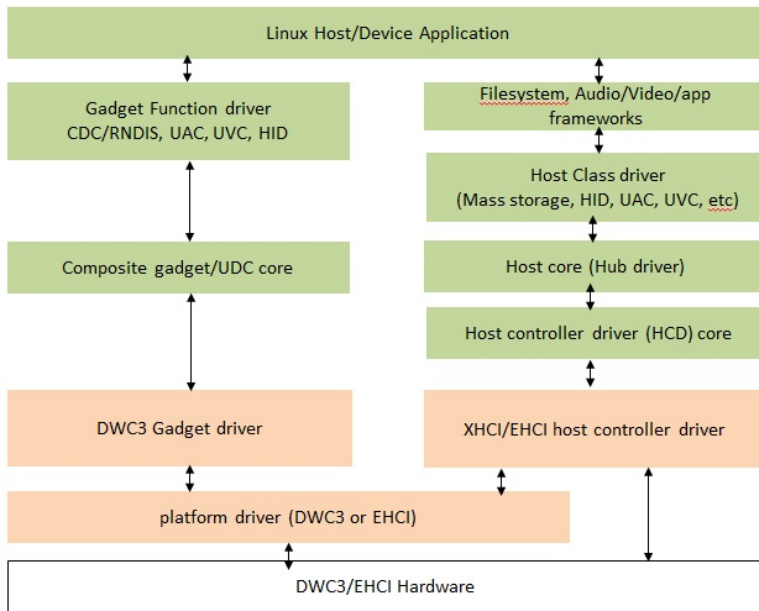 Linux Host/Device Application
Gadget Function driver
CDC/RNDIS, UAC, UVC, HID
Filesystem, Audio/Video/app
frameworks
Host Class driver
(Mass storage, HID, UAC, UVC, etc)
Composite gadget/UDC core
Host core (Hub driver)
Host controller driver (HCD) core
DWC3 Gadget driver
XHCI/EHCI host controller driver
platform driver (DWC3 or EHCI)
DWC3/EHCI Hardware